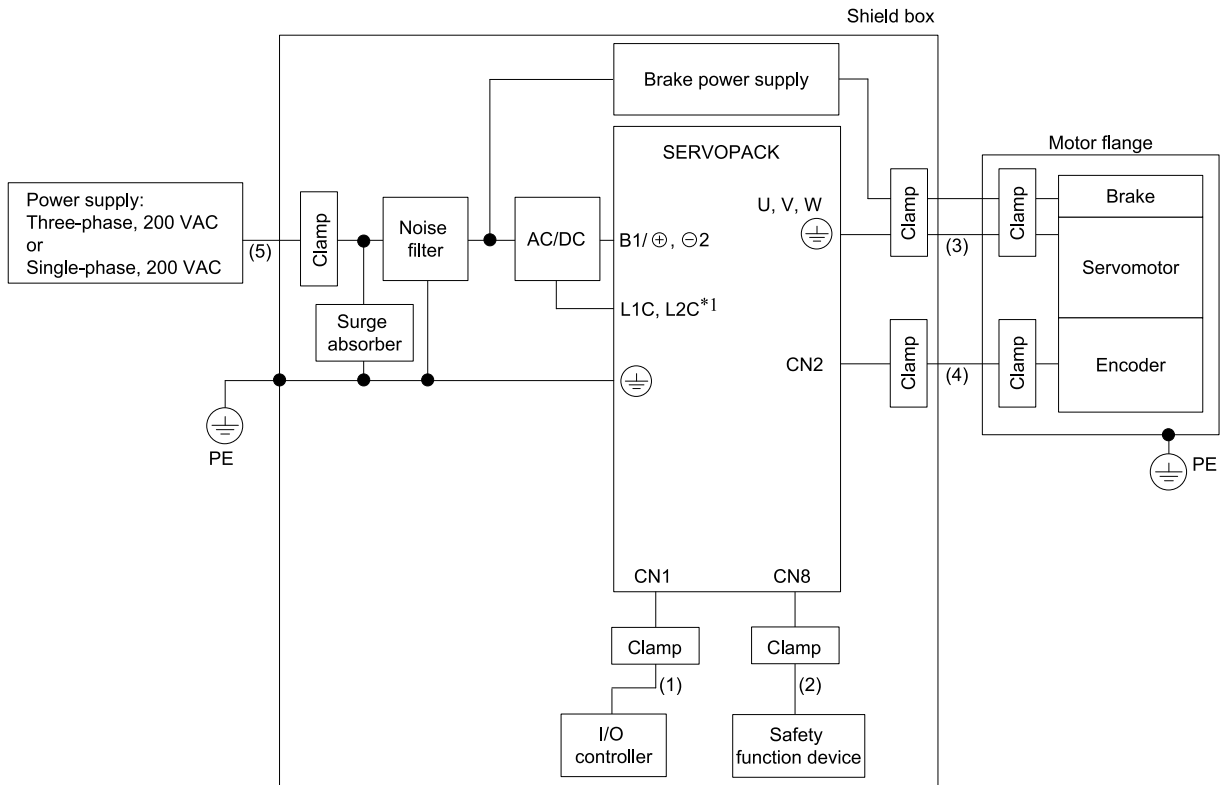 Shield box
Brake power supply
SERVOPACK
Motor flange
Power supply:
Three-phase, 200 VAC
or
Single-phase, 200 VAC
(5)
Clamp
Noise
filter
AC/DC
B1/ ⊕, ⊖2
L1C, L2C*1
U, V, W
Clamp
(3)
Clamp
Brake
Servomotor
Surge
absorber
CN2
Clamp
(4)
Clamp
Encoder
PE
PE
CN1
CN8
Clamp
Clamp
(1)
(2)
I/O
controller
Safety
function device